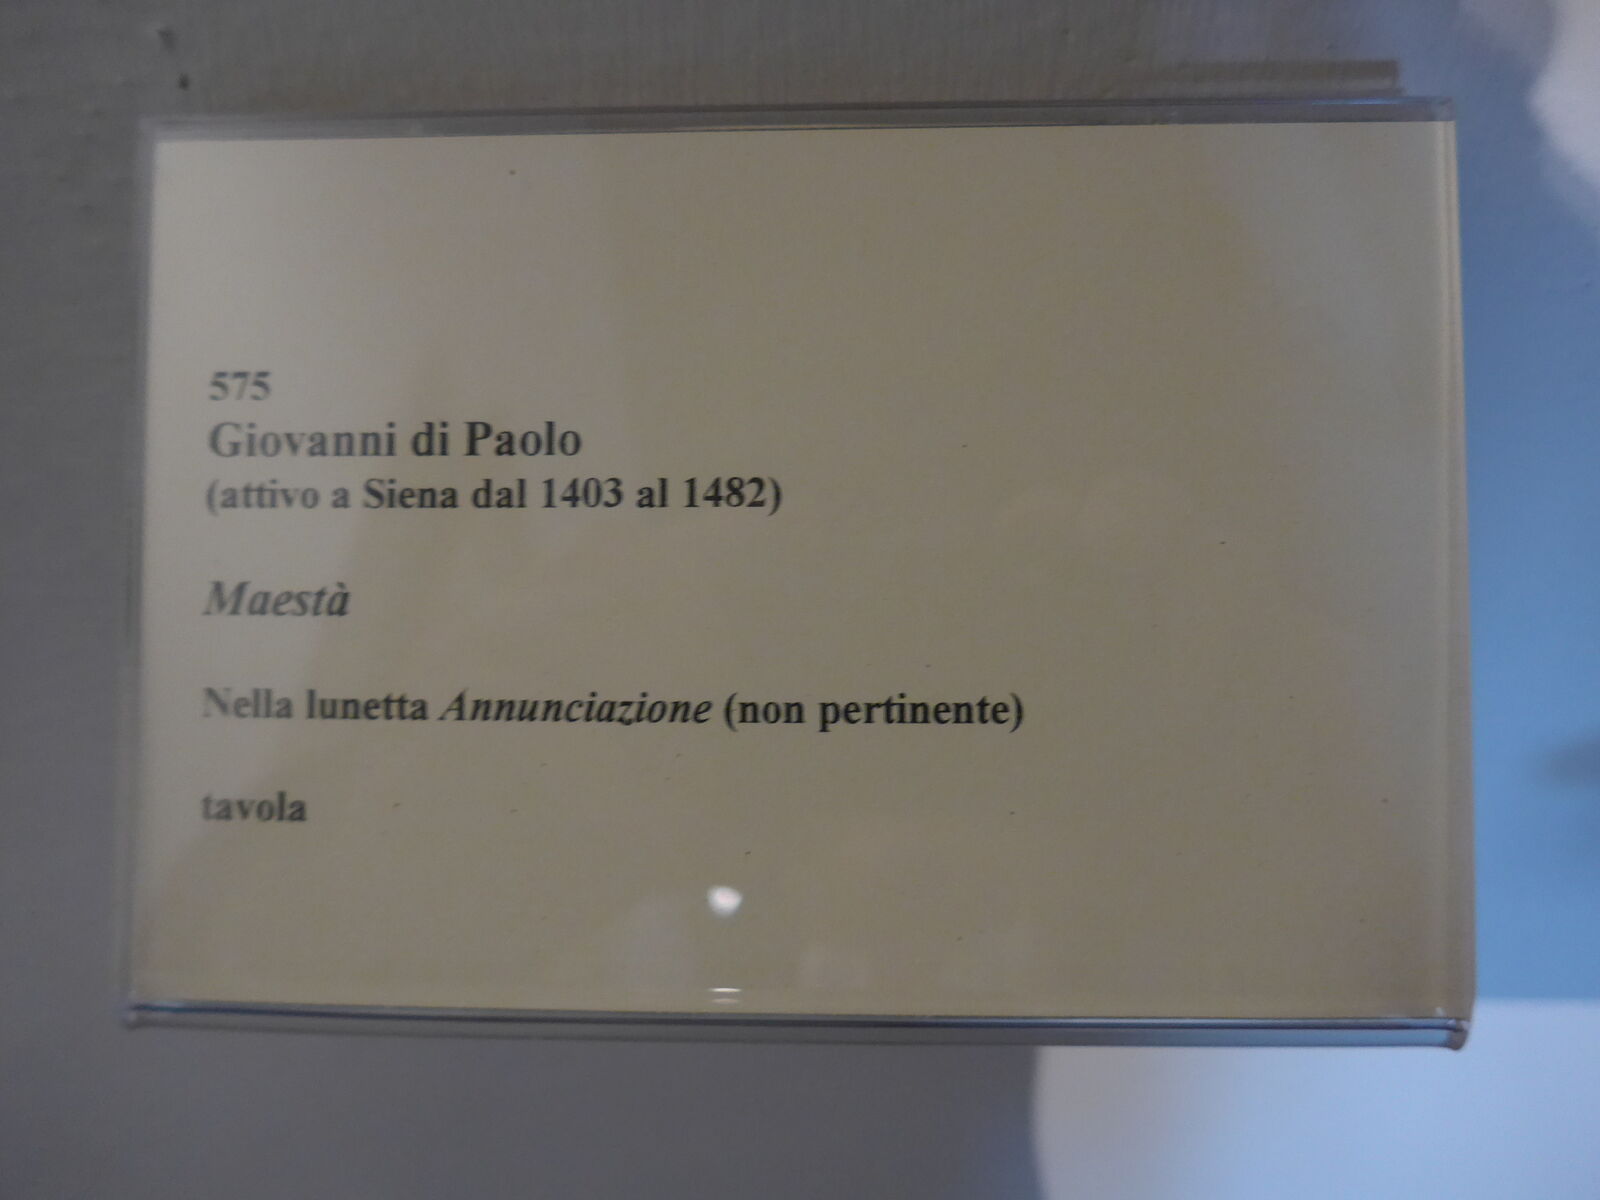 575
Giovanni di Paolo
(attivo a Siena dal 1403 al 1482)
Maestà
Nella lunetta Annunciazione (non pertinente)
tavola